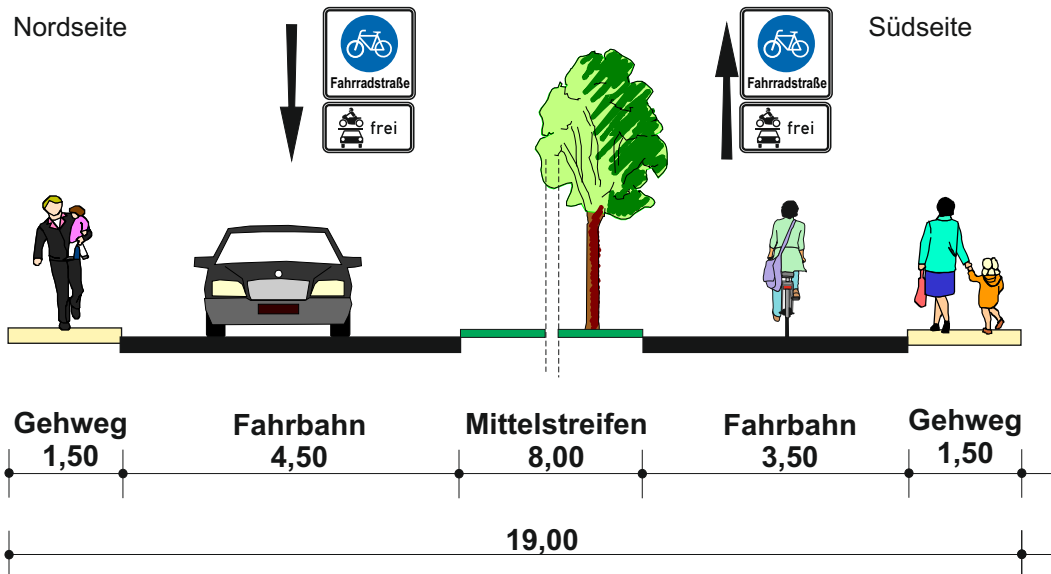 Nordseite
Südseite
Fahrradstraße
frei
Fahrradstraße
frei
Gehweg
1,50
Fahrbahn
4,50
Mittelstreifen
8,00
Fahrbahn
3,50
Gehweg
1,50
19,00